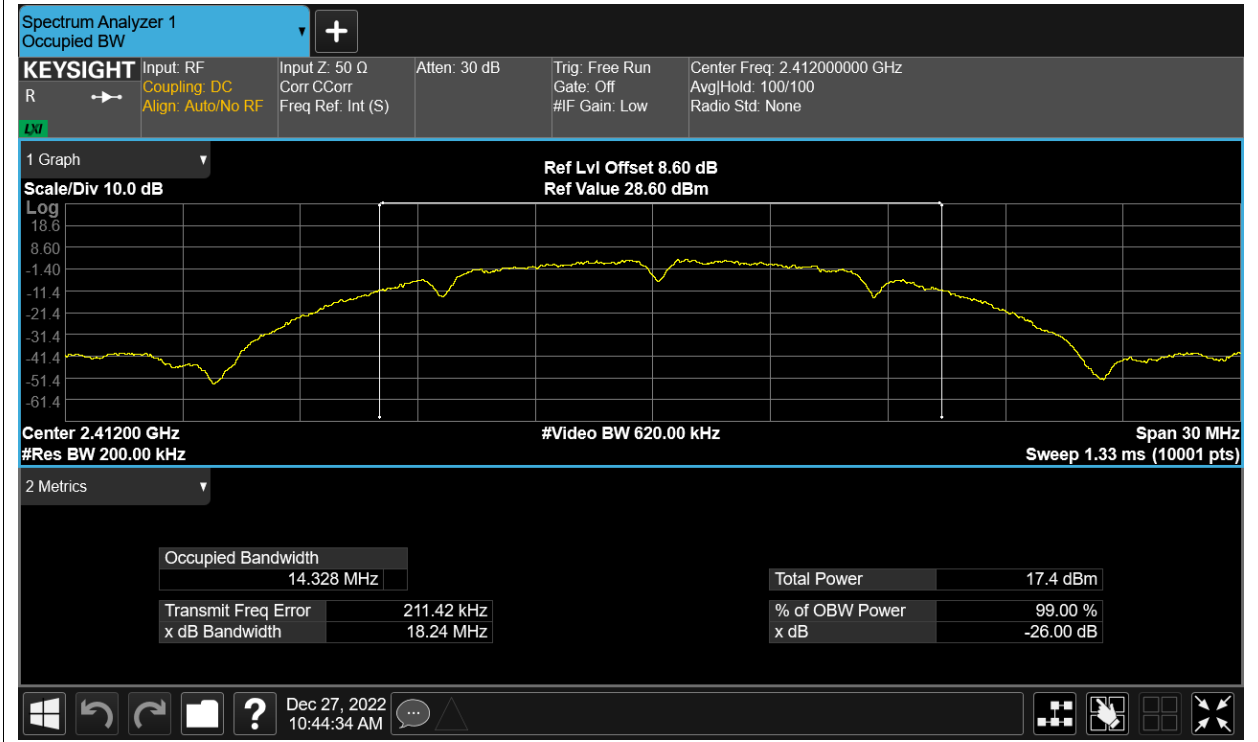 Spectrum Analyzer 1
Occupied BW
+
KEYSIGHT
R
LXI
Input: RF
Coupling: DC
Align: Auto/No RF
Input Z: 50 Ω
Corr CCorr
Freq Ref: Int (S)
Atten: 30 dB
Trig: Free Run
Gate: Off
#IF Gain: Low
Center Freq: 2.412000000 GHz
Avg|Hold: 100/100
Radio Std: None
1 Graph
Scale/Div 10.0 dB
Ref Lvl Offset 8.60 dB
Ref Value 28.60 dBm
Log
18.6
8.60
-1.40
-11.4
-21.4
-31.4
-41.4
-51.4
-61.4
Center 2.41200 GHz
#Res BW 200.00 kHz
#Video BW 620.00 kHz
Span 30 MHz
Sweep 1.33 ms (10001 pts)
2 Metrics
Occupied Bandwidth
14.328 MHz
Transmit Freq Error 211.42 kHz
x dB Bandwidth 18.24 MHz
Total Power 17.4 dBm
% of OBW Power 99.00 %
x dB -26.00 dB
?
Dec 27, 2022
10:44:34 AM